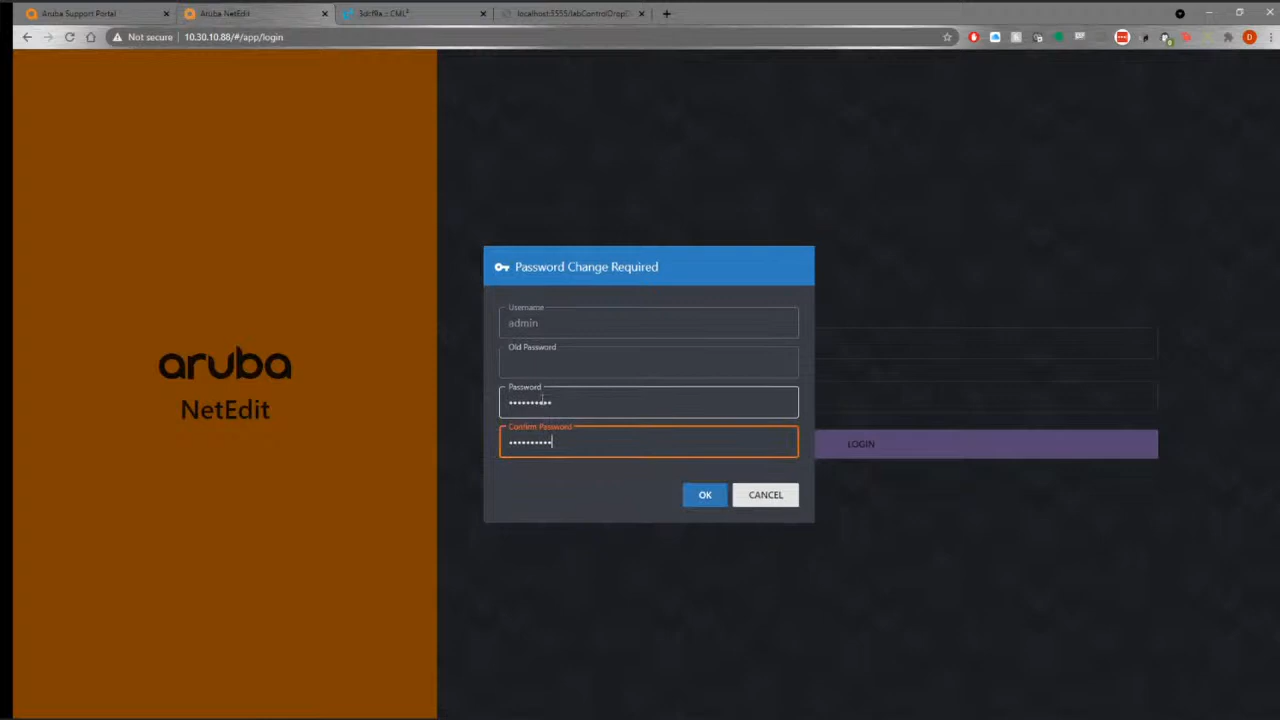 Aruba Support Portal
Aruba NetEdit
localhost:5555/labControlDropC
Not secure
10.30.10.88/#/app/login
D
Password Change Required
Username
admin
Old Password
Password
••••••••••
Confirm Password
••••••••••
LOGIN
OK
CANCEL
aruba
NetEdit